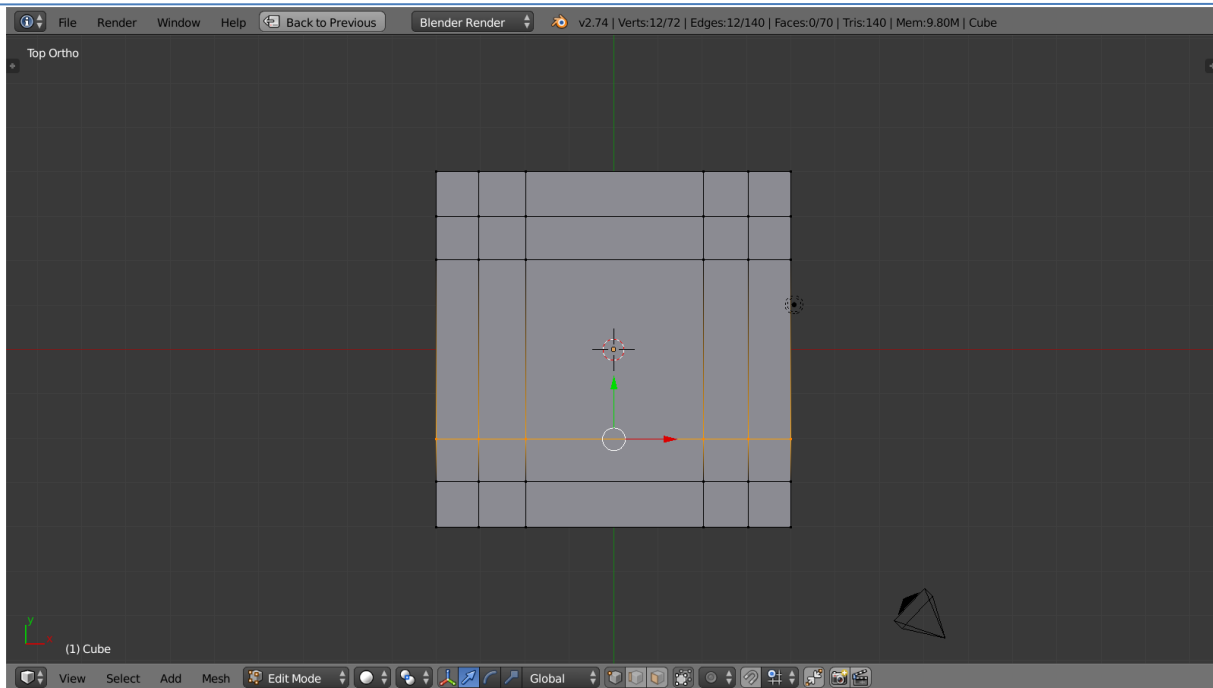 File Render Window Help Back to Previous Blender Render v2.74 | Verts:12/72 | Edges:12/140 | Faces:0/70 | Tris:140 | Mem:9.80M | Cube
Top Ortho
y
x
(1) Cube
View Select Add Mesh Edit Mode Global